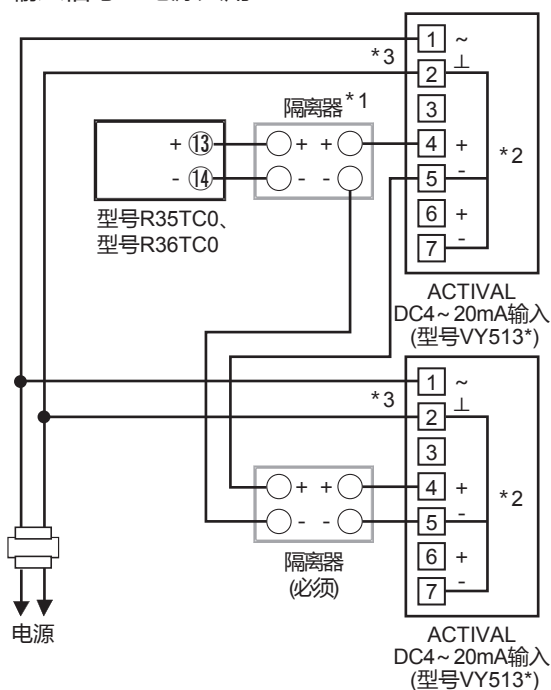 1 ~
*3
2 ⊥
隔离器*1
3
+ ⑬ + + 4 +
*2
- ⑭ - - 5 -
6 +
型号R35TC0、
型号R36TC0
7 -
ACTIVAL
DC4~20mA输入
(型号VY513*)
1 ~
*3
2 ⊥
3
+ + 4 +
*2
- - 5 -
隔离器
(必须)
6 +
7 -
电源
ACTIVAL
DC4~20mA输入
(型号VY513*)